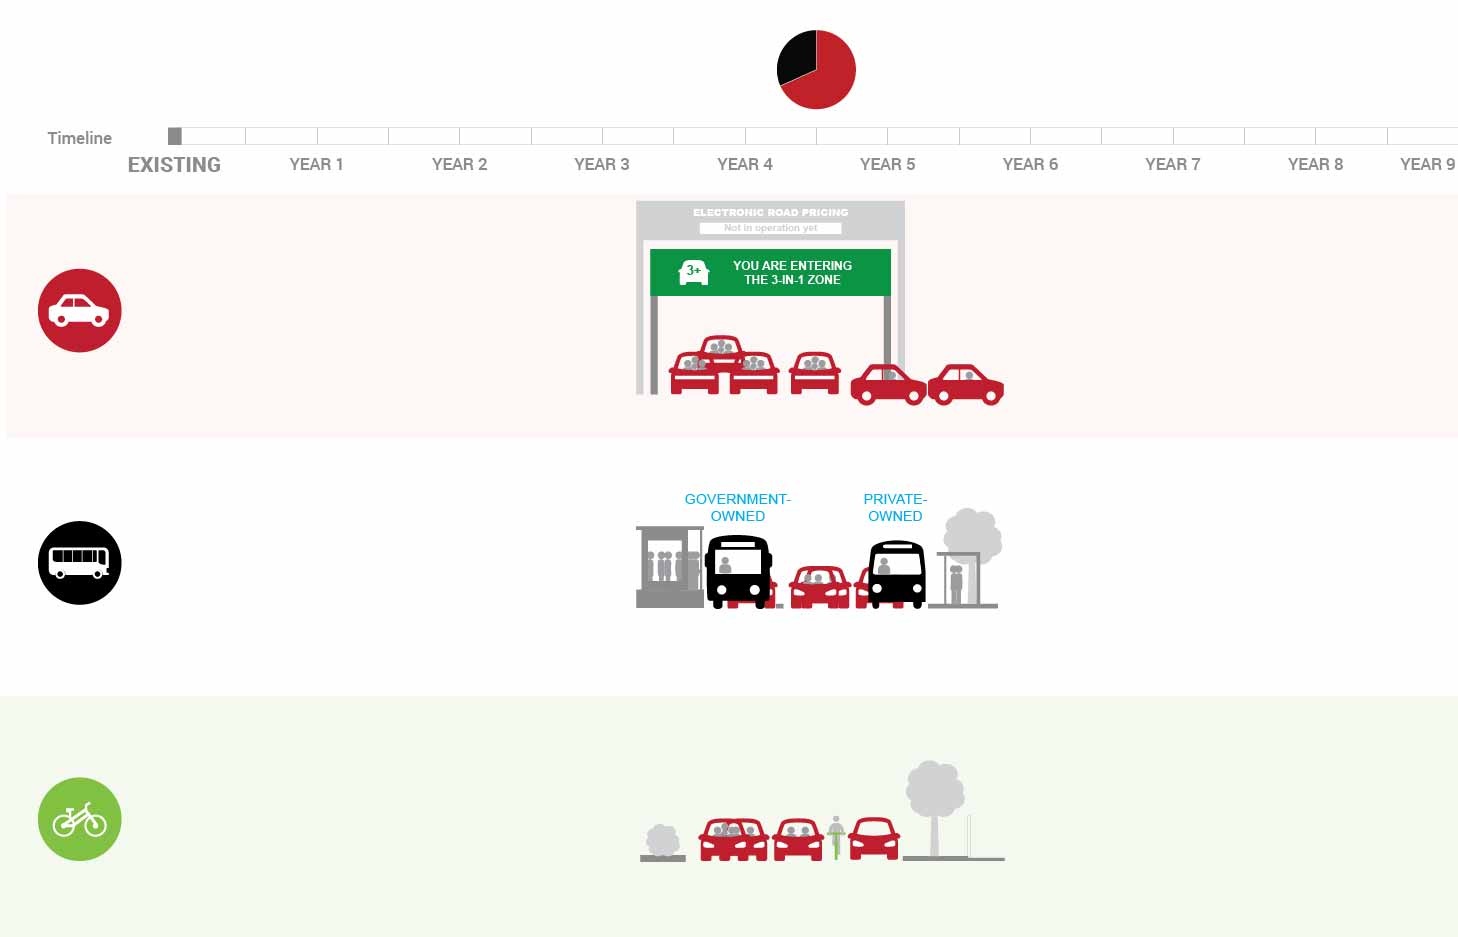 Timeline
EXISTING
YEAR 1
YEAR 2
YEAR 3
YEAR 4
YEAR 5
YEAR 6
YEAR 7
YEAR 8
YEAR 9
ELECTRONIC ROAD PRICING
Not in operation yet
3+
YOU ARE ENTERING
THE 3-IN-1 ZONE
GOVERNMENT-
OWNED
PRIVATE-
OWNED